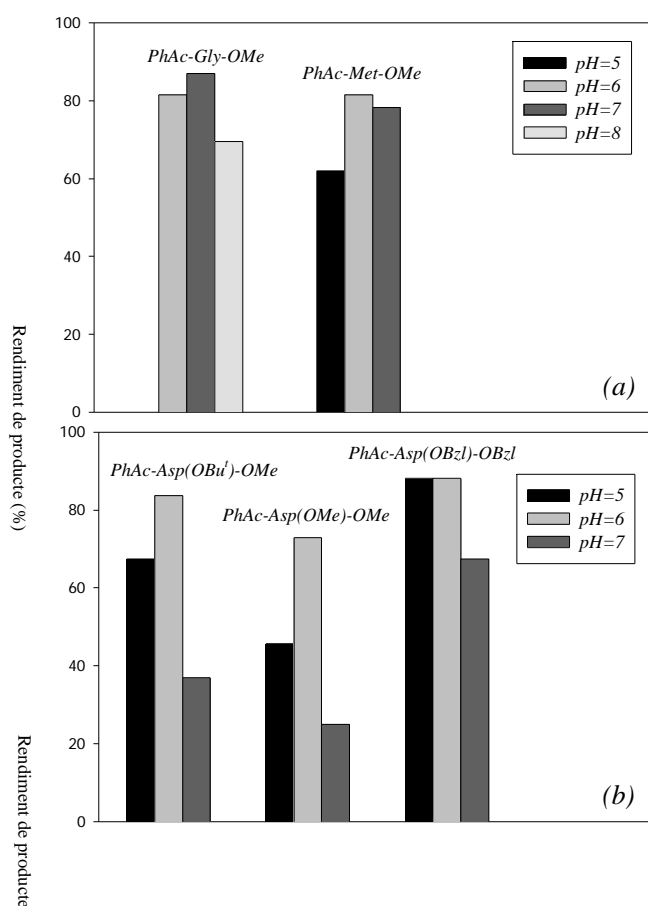 100
80
60
40
20
0
PhAc-Gly-OMe
PhAc-Met-OMe
pH=5
pH=6
pH=7
pH=8
(a)
Rendiment de producte (%)
100
80
60
40
20
0
PhAc-Asp(OBuᵗ)-OMe
PhAc-Asp(OMe)-OMe
PhAc-Asp(OBzl)-OBzl
pH=5
pH=6
pH=7
(b)
Rendiment de producte